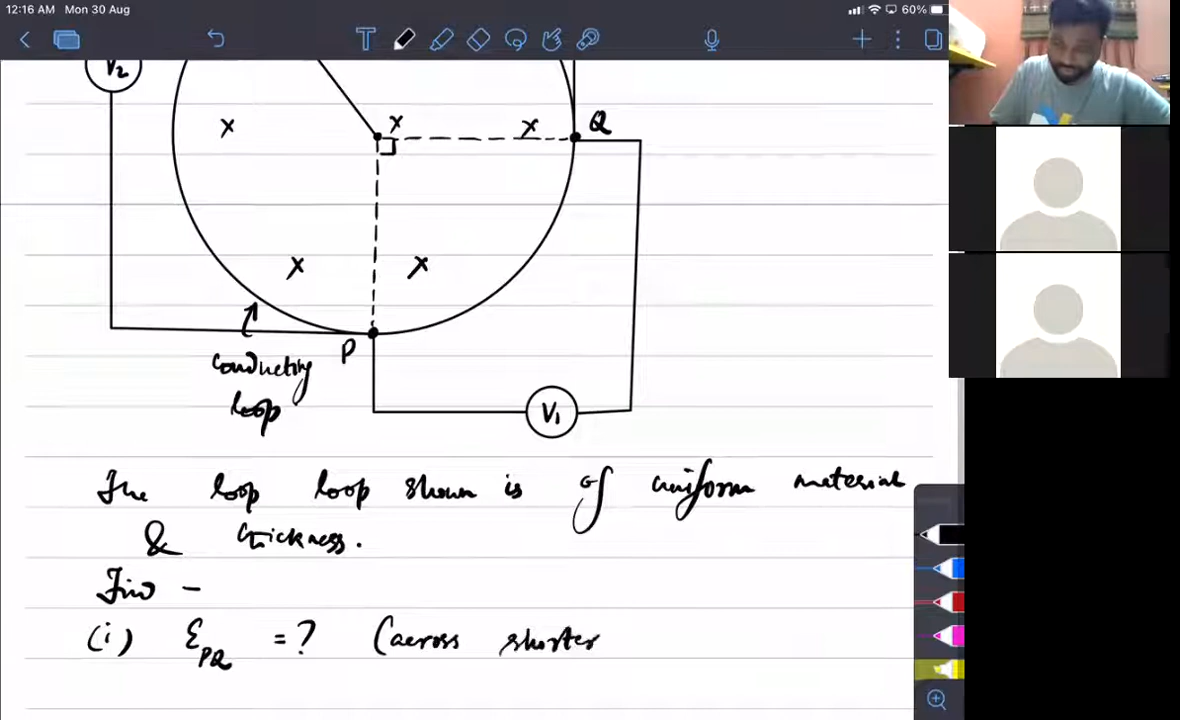 12:16 AM Mon 30 Aug
60%
T
V2
x
x
x
Q
x
x
P
conducting
loop
V1
The loop loop shown is of uniform material
& thickness.
Find -
(i) ε PQ = ? (across shorter